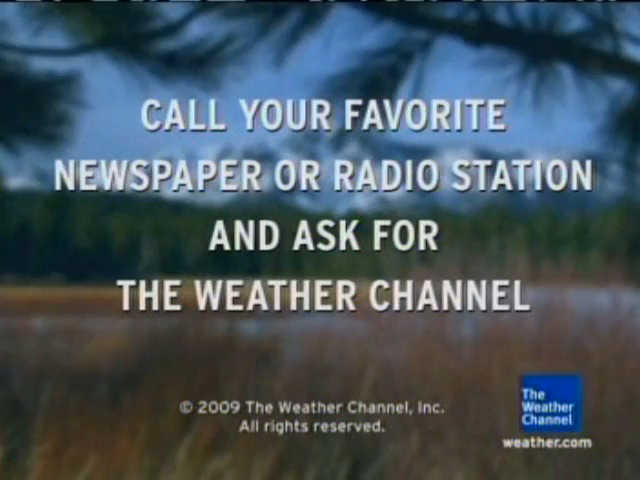 CALL YOUR FAVORITE
NEWSPAPER OR RADIO STATION
AND ASK FOR
THE WEATHER CHANNEL
© 2009 The Weather Channel, Inc.
All rights reserved.
The
Weather
Channel
weather.com